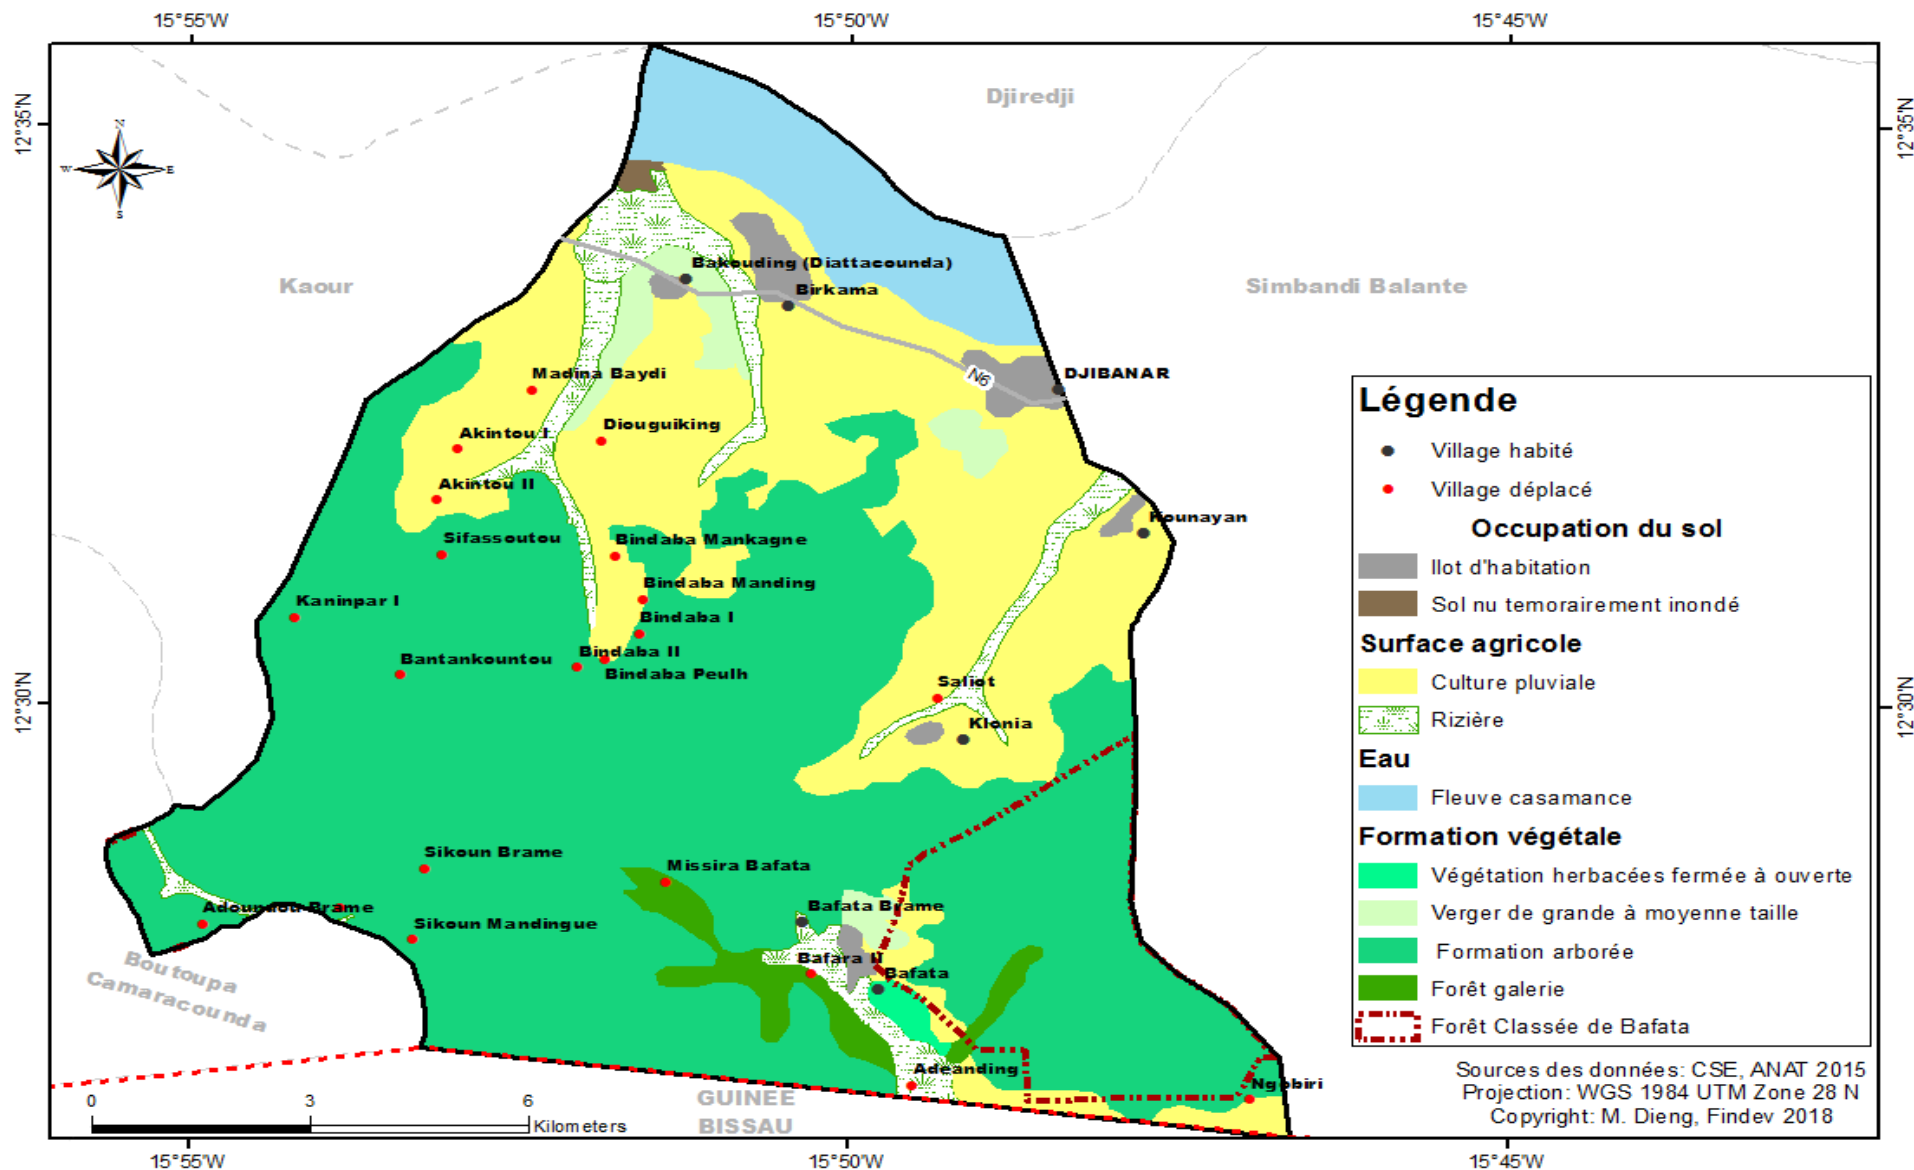 15°55'W
15°50'W
15°45'W
12°35'N
12°35'N
Djiredji
N
W
E
S
Kaour
Simbandi Balante
Bakouding (Diattacounda)
Birkama
N6
DJIBANAR
Madina Baydi
Diouguiking
Akintou I
Akintou II
Kounayan
Sifassoutou
Bindaba Mankagne
Bindaba Manding
Kaninpar I
Bindaba I
Bantankountou
Bindaba II
Bindaba Peulh
Saliot
Klonia
12°30'N
12°30'N
Sikoun Brame
Missira Bafata
Bafata Brame
Sikoun Mandingue
Bafara II
Bafata
Boutoupa
Camaracounda
Adeanding
Ngobiri
GUINEE
BISSAU
0
3
6
Kilometers
Légende
Village habité
Village déplacé
Occupation du sol
Ilot d'habitation
Sol nu temorairement inondé
Surface agricole
Culture pluviale
Rizière
Eau
Fleuve casamance
Formation végétale
Végétation herbacées fermée à ouverte
Verger de grande à moyenne taille
Formation arborée
Forêt galerie
Forêt Classée de Bafata
Sources des données: CSE, ANAT 2015
Projection: WGS 1984 UTM Zone 28 N
Copyright: M. Dieng, Findev 2018
15°55'W
15°50'W
15°45'W